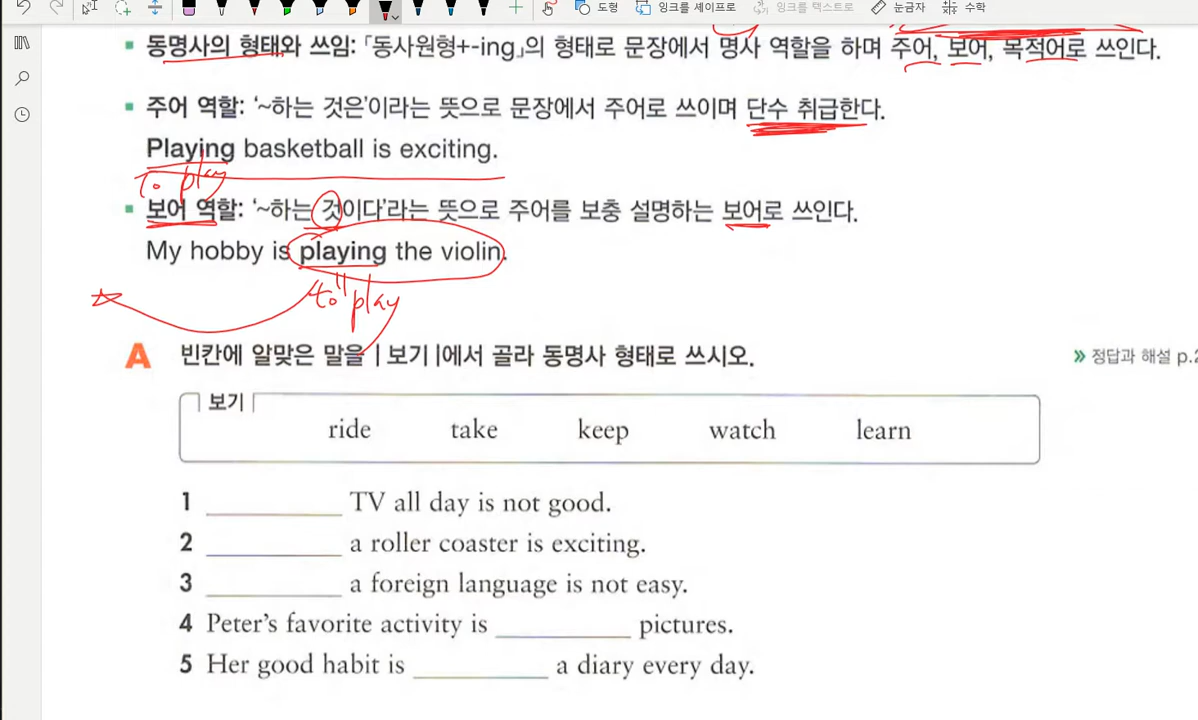 도형 잉크를 셰이프로 잉크를 텍스트로 눈금자 수학
동명사의 형태와 쓰임: 「동사원형+-ing」의 형태로 문장에서 명사 역할을 하며 주어, 보어, 목적어로 쓰인다.
주어 역할: '~하는 것은'이라는 뜻으로 문장에서 주어로 쓰이며 단수 취급한다.
Playing basketball is exciting.
To play
보어 역할: '~하는 것이다'라는 뜻으로 주어를 보충 설명하는 보어로 쓰인다.
My hobby is playing the violin.
to play
A 빈칸에 알맞은 말을 |보기|에서 골라 동명사 형태로 쓰시오.
» 정답과 해설 p.2
보기
ride take keep watch learn
1 ________ TV all day is not good.
2 ________ a roller coaster is exciting.
3 ________ a foreign language is not easy.
4 Peter's favorite activity is ________ pictures.
5 Her good habit is ________ a diary every day.